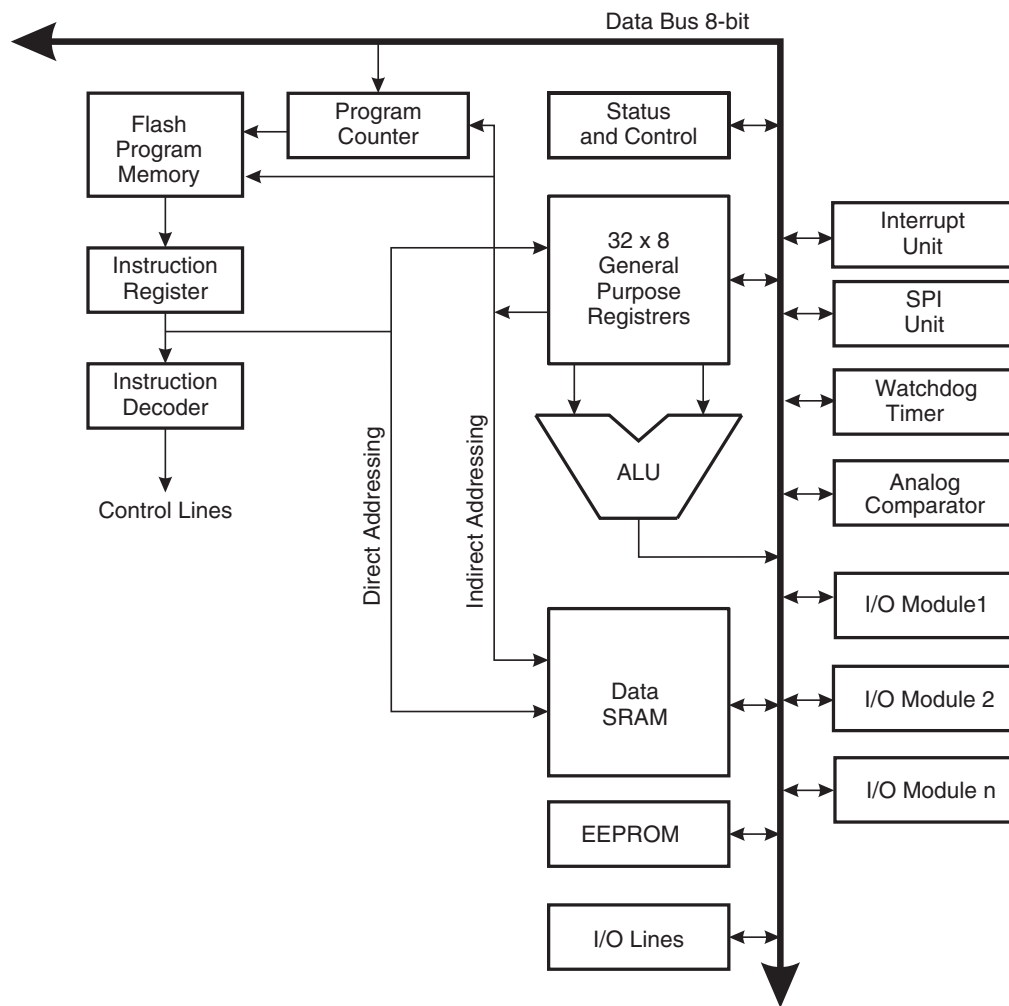 Data Bus 8-bit
Flash
Program
Memory
Program
Counter
Status
and Control
32 x 8
General
Purpose
Registrers
Interrupt
Unit
Instruction
Register
SPI
Unit
Instruction
Decoder
Watchdog
Timer
Control Lines
Direct Addressing
Indirect Addressing
ALU
Analog
Comparator
I/O Module1
Data
SRAM
I/O Module 2
I/O Module n
EEPROM
I/O Lines